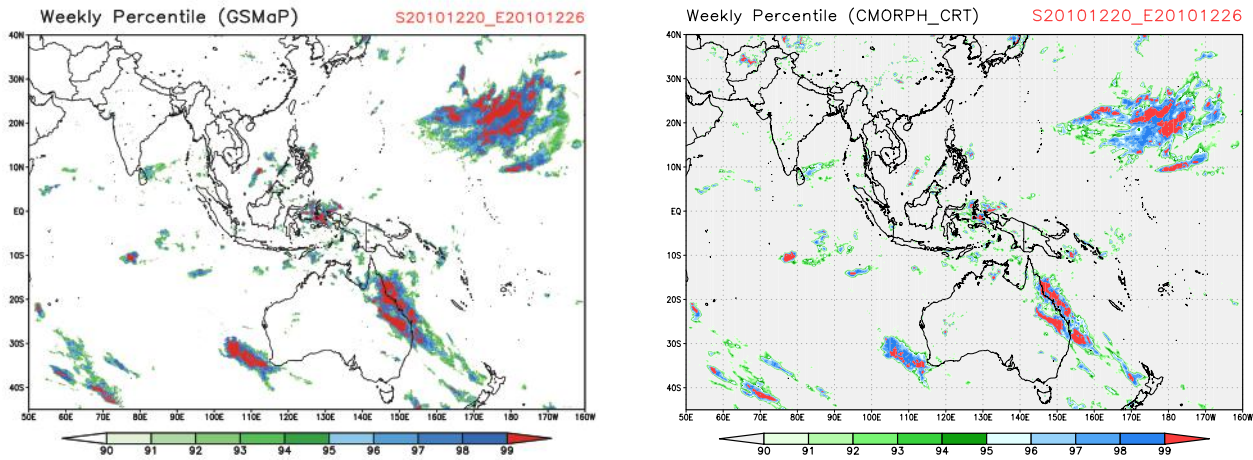 Weekly Percentile (GSMaP) S20101220_E20101226
40N
30N
20N
10N
EQ
10S
20S
30S
40S
50E 60E 70E 80E 90E 100E 110E 120E 130E 140E 150E 160E 170E 180 170W 160W
90 91 92 93 94 95 96 97 98 99
Weekly Percentile (CMORPH_CRT) S20101220_E20101226
40N
30N
20N
10N
EQ
10S
20S
30S
40S
50E 60E 70E 80E 90E 100E 110E 120E 130E 140E 150E 160E 170E 180 170W 160W
90 91 92 93 94 95 96 97 98 99